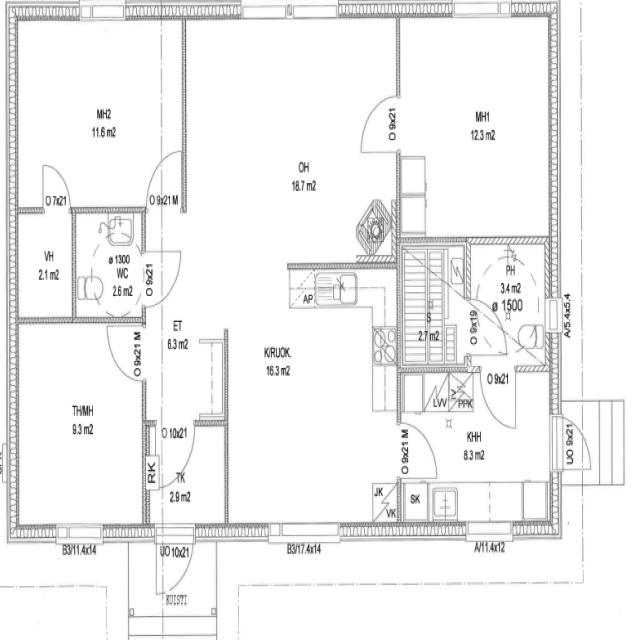 MH2
11.6 m2
OH
18.7 m2
MH1
12.3 m2
O 9x21
O 7x21
O 9x21 M
VH
2.1 m2
ø 1300
WC
2.6 m2
O 9x21
PH
3.4 m2
ø 1500
AP
S
2.7 m2
O 9x19
A/5.4x5.4
ET
6.3 m2
O 9x21 M
K/RUOK.
16.3 m2
O 9x21
TH/MH
9.3 m2
LVV
PPK
O 10x21
RK
TK
2.9 m2
O 9x21 M
KHH
8.3 m2
UO 9x21
JK
VK
SK
B3/11.4x14
UO 10x21
B3/17.4x14
A/11.4x12
KUISTI